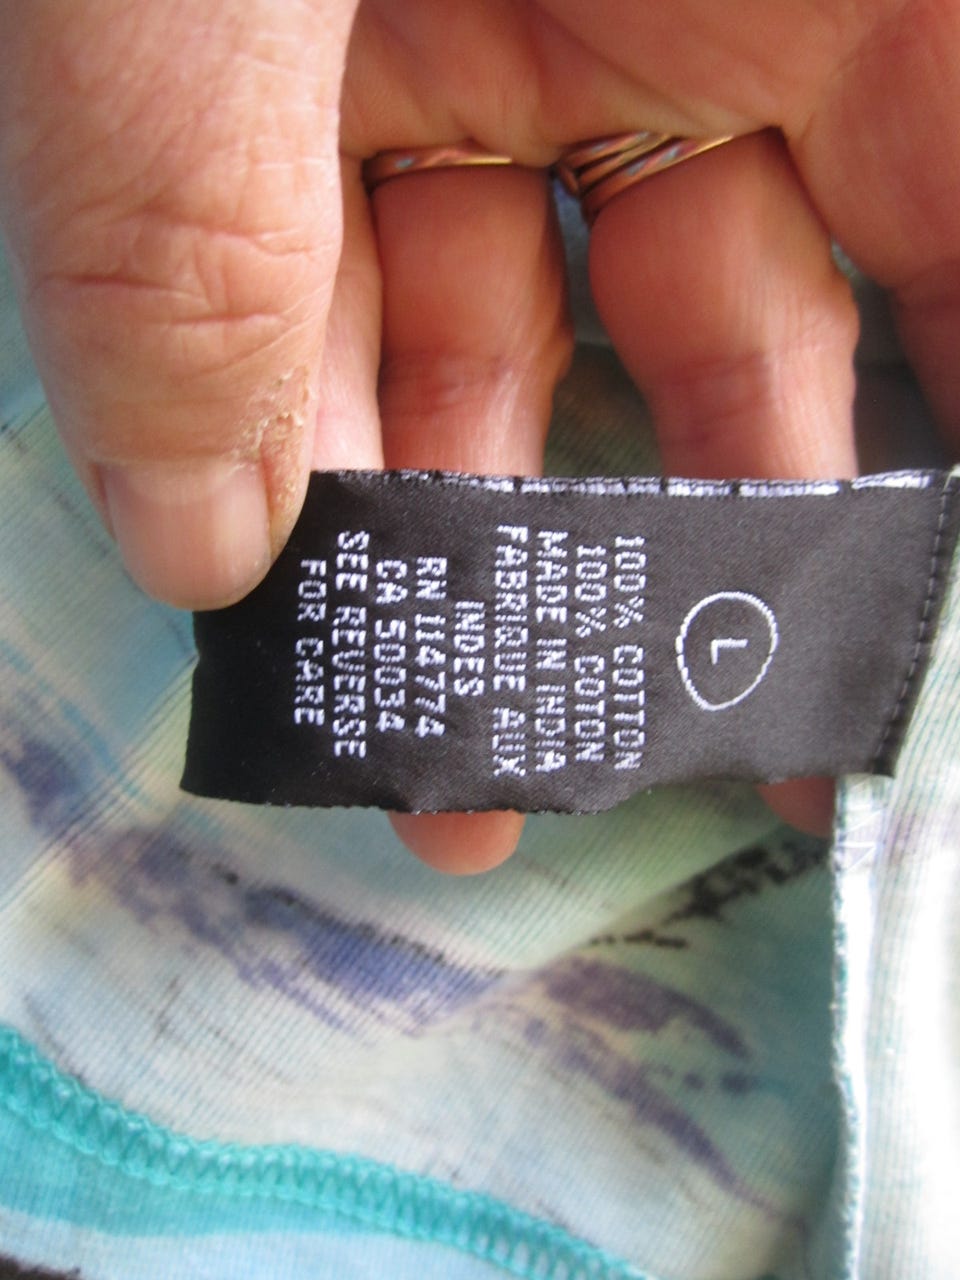 L
100% COTTON
100% COTON
MADE IN INDIA
FABRIQUE AUX
INDES
RN 114774
CA 50034
SEE REVERSE
FOR CARE